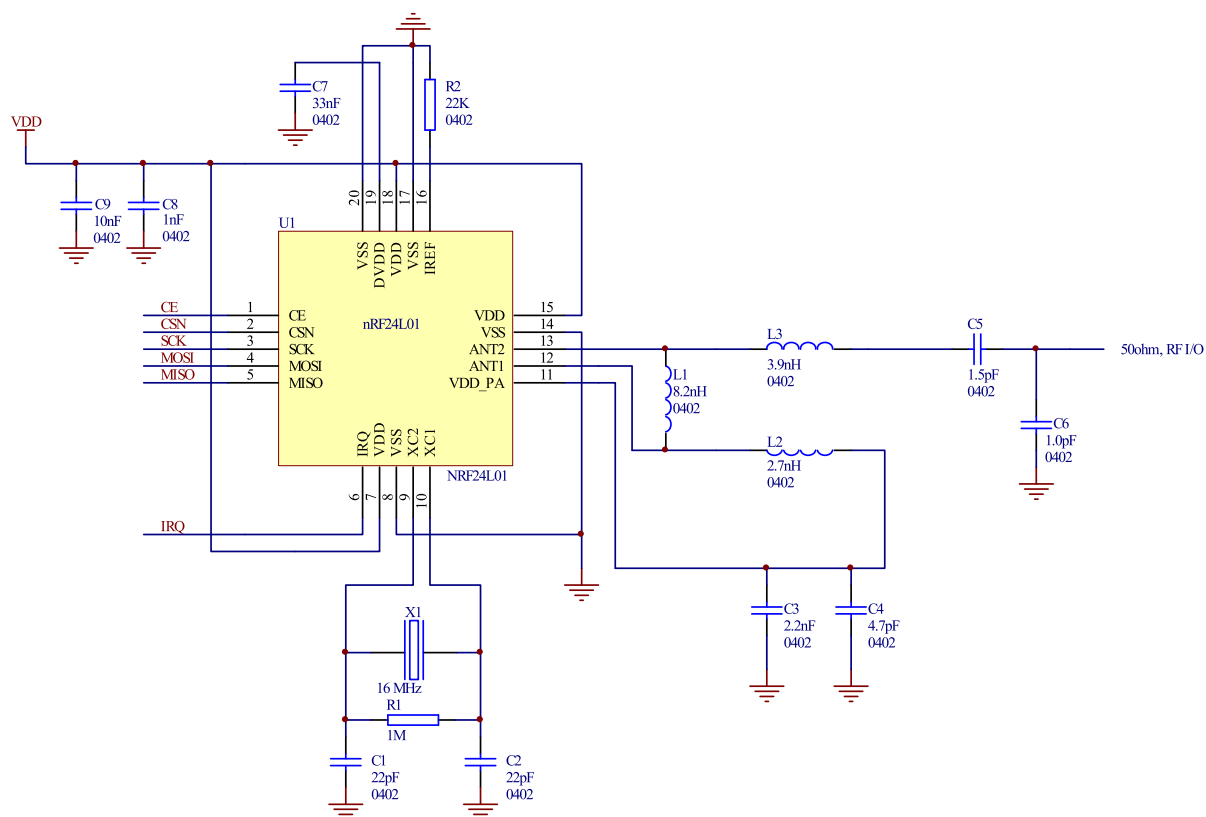 C7
33nF
0402
R2
22K
0402
VDD
C9
10nF
0402
C8
1nF
0402
20
19
18
17
16
U1
VSS
DVDD
VDD
VSS
IREF
nRF24L01
CE
CSN
SCK
MOSI
MISO
1
2
3
4
5
CE
CSN
SCK
MOSI
MISO
VDD
VSS
ANT2
ANT1
VDD_PA
15
14
13
12
11
IRQ
VDD
VSS
XC2
XC1
NRF24L01
6
7
8
9
10
IRQ
L3
3.9nH
0402
C5
1.5pF
0402
50ohm, RF I/O
L1
8.2nH
0402
C6
1.0pF
0402
L2
2.7nH
0402
C3
2.2nF
0402
C4
4.7pF
0402
X1
16 MHz
R1
1M
C1
22pF
0402
C2
22pF
0402